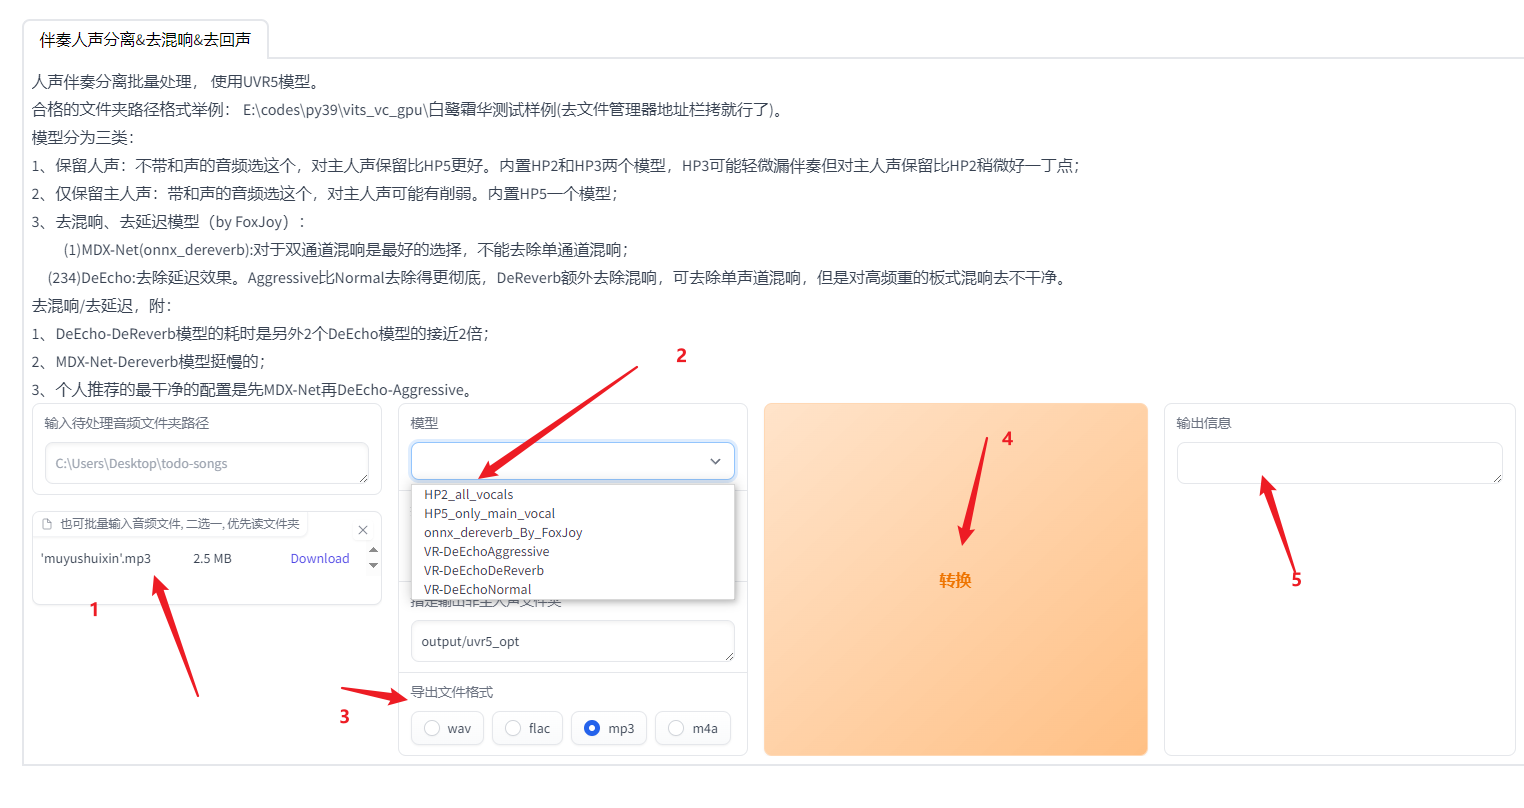 伴奏人声分离&去混响&去回声
人声伴奏分离批量处理， 使用UVR5模型。
合格的文件夹路径格式举例： E:\codes\py39\vits_vc_gpu\白鹭霜华测试样例(去文件管理器地址栏拷就行了)。
模型分为三类：
1、保留人声：不带和声的音频选这个，对主人声保留比HP5更好。内置HP2和HP3两个模型，HP3可能轻微漏伴奏但对主人声保留比HP2稍微好一丁点；
2、仅保留主人声：带和声的音频选这个，对主人声可能有削弱。内置HP5一个模型；
3、去混响、去延迟模型（by FoxJoy）：
(1)MDX-Net(onnx_dereverb):对于双通道混响是最好的选择，不能去除单通道混响；
(234)DeEcho:去除延迟效果。Aggressive比Normal去除得更彻底，DeReverb额外去除混响，可去除单声道混响，但是对高频重的板式混响去不干净。
去混响/去延迟，附：
1、DeEcho-DeReverb模型的耗时是另外2个DeEcho模型的接近2倍；
2、MDX-Net-Dereverb模型挺慢的；
3、个人推荐的最干净的配置是先MDX-Net再DeEcho-Aggressive。
2
输入待处理音频文件夹路径
C:\Users\Desktop\todo-songs
也可批量输入音频文件, 二选一, 优先读文件夹
'muyushuixin'.mp3 2.5 MB Download
1
模型
HP2_all_vocals
HP5_only_main_vocal
onnx_dereverb_By_FoxJoy
VR-DeEchoAggressive
VR-DeEchoDeReverb
VR-DeEchoNormal
指定输出非主人声文件夹
output/uvr5_opt
导出文件格式
3
wav flac mp3 m4a
4
转换
输出信息
5